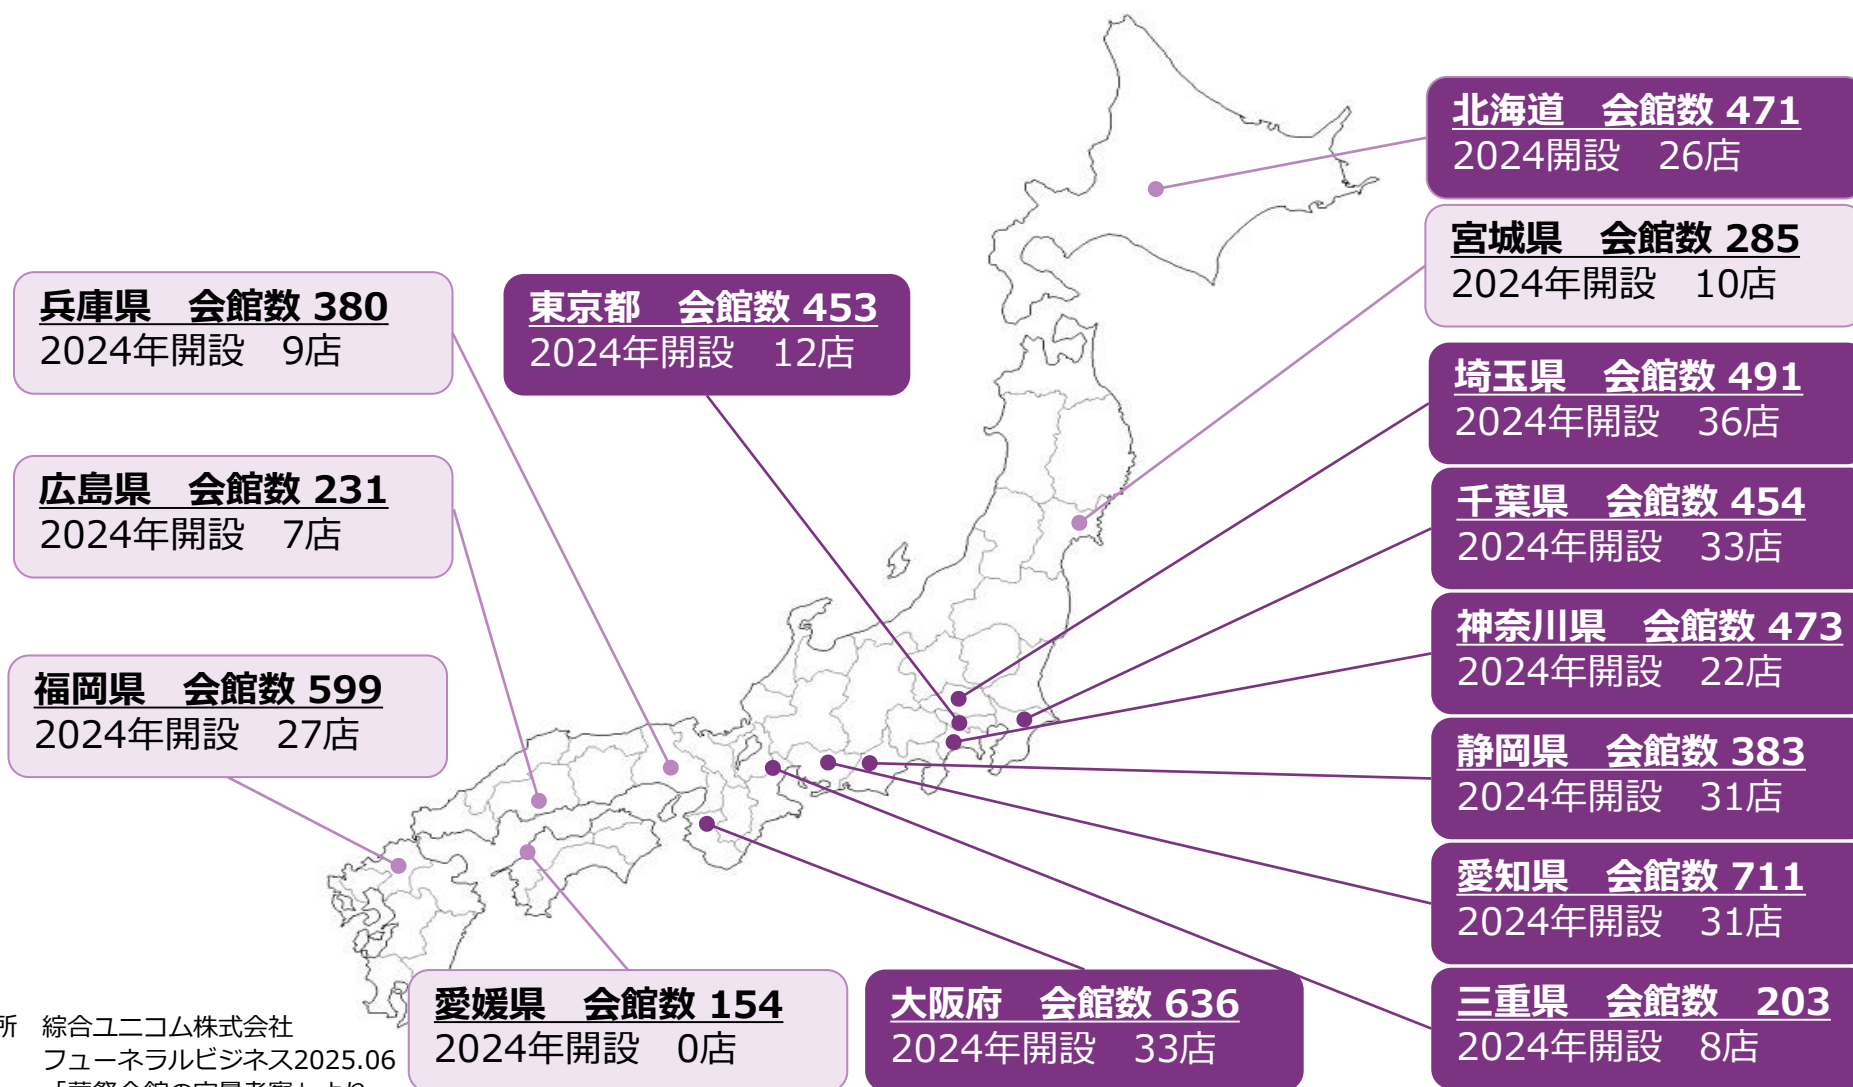 北海道　会館数 471
2024開設　26店
宮城県　会館数 285
2024年開設　10店
兵庫県　会館数 380
2024年開設　9店
東京都　会館数 453
2024年開設　12店
埼玉県　会館数 491
2024年開設　36店
広島県　会館数 231
2024年開設　7店
千葉県　会館数 454
2024年開設　33店
神奈川県　会館数 473
2024年開設　22店
福岡県　会館数 599
2024年開設　27店
静岡県　会館数 383
2024年開設　31店
愛知県　会館数 711
2024年開設　31店
愛媛県　会館数 154
2024年開設　0店
大阪府　会館数 636
2024年開設　33店
三重県　会館数　203
2024年開設　8店
所　綜合ユニコム株式会社
フューネラルビジネス2025.06